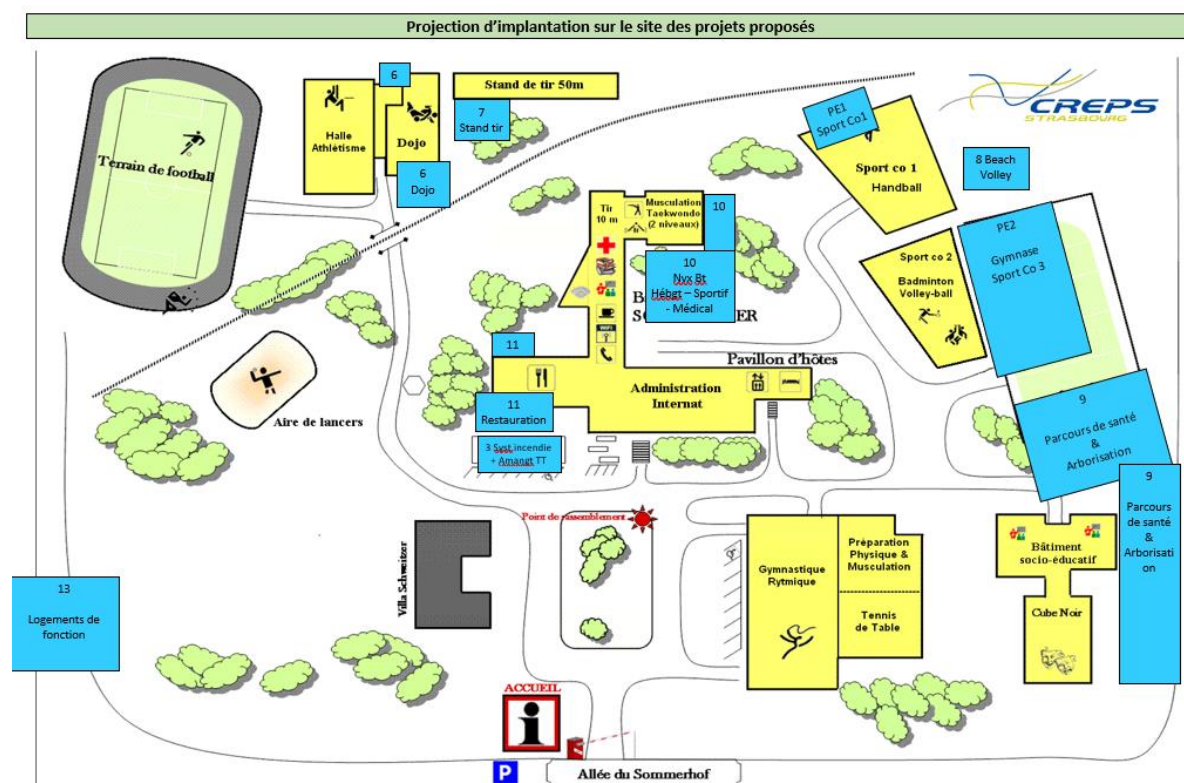 Projection d'implantation sur le site des projets proposés
CREPS
STRASBOURG
6
Stand de tir 50m
7
Stand tir
Halle
Athlétisme
Dojo
6
Dojo
Terrain de football
PE1
Sport Co1
Sport co 1
Handball
8 Beach
Volley
Tir
10 m
Musculation
Taekwondo
(2 niveaux)
10
10
Nvx Bt
Hébgt – Sportif
- Médical
PE2
Gymnase
Sport Co 3
Sport co 2
Badminton
Volley-ball
WiFi
11
11
Restauration
Administration
Internat
Pavillon d'hôtes
Aire de lancers
3 Syst incendie
+ Amangt TT
9
Parcours de santé
&
Arborisation
9
Parcours
de santé
&
Arborisati
on
Point de rassemblement
Villa Schweitzer
Gymnastique
Rytmique
Préparation
Physique &
Musculation
Tennis
de Table
Bâtiment
socio-éducatif
Cube Noir
13
Logements de
fonction
ACCUEIL
i
P
Allée du Sommerhof